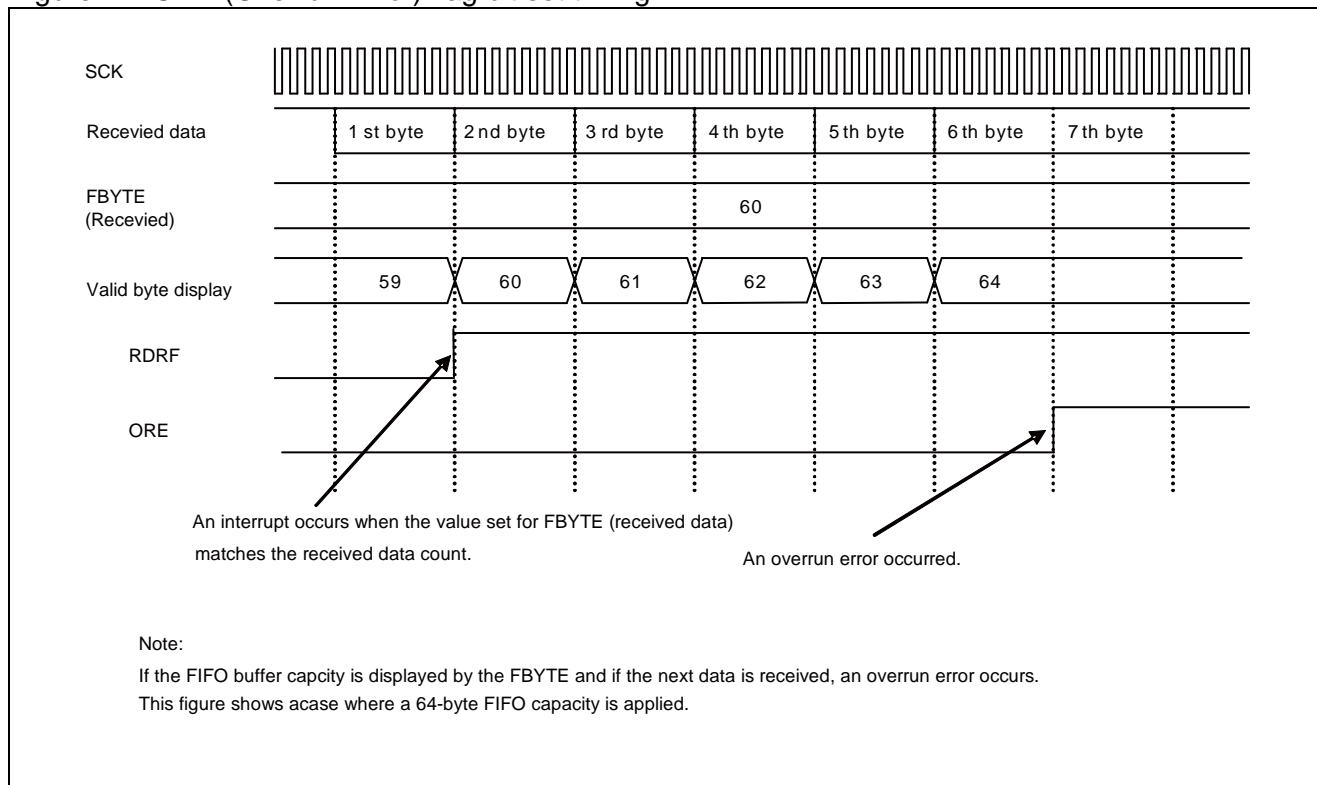 SCK
Recevied data
1 st byte 2 nd byte 3 rd byte 4 th byte 5 th byte 6 th byte 7 th byte
FBYTE
(Recevied)
60
Valid byte display
59 60 61 62 63 64
RDRF
ORE
An interrupt occurs when the value set for FBYTE (received data)
matches the received data count.
An overrun error occurred.
Note:
If the FIFO buffer capcity is displayed by the FBYTE and if the next data is received, an overrun error occurs.
This figure shows acase where a 64-byte FIFO capacity is applied.